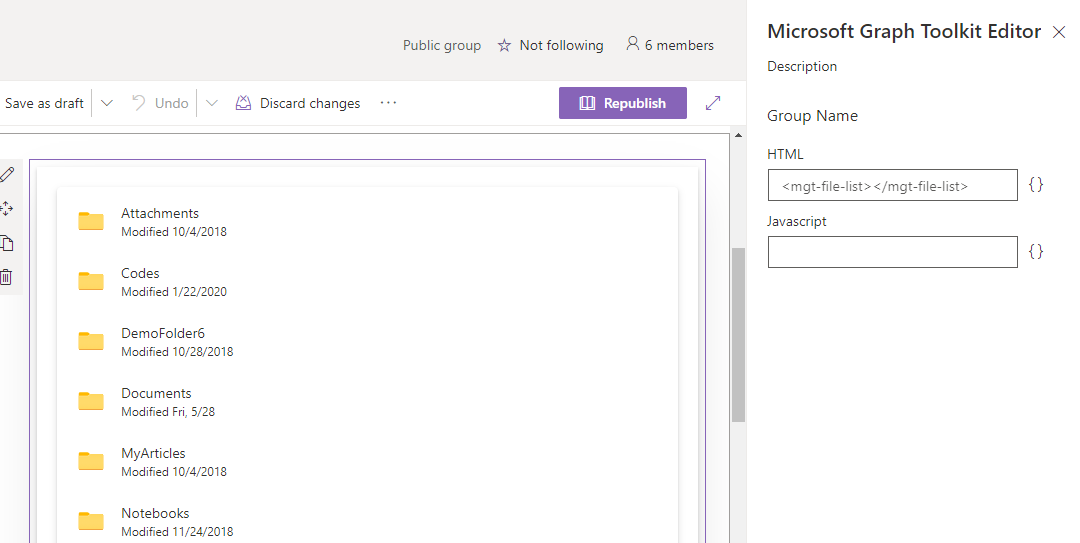 Public group ☆ Not following 6 members
Save as draft Undo Discard changes ··· Republish
Attachments
Modified 10/4/2018
Codes
Modified 1/22/2020
DemoFolder6
Modified 10/28/2018
Documents
Modified Fri, 5/28
MyArticles
Modified 10/4/2018
Notebooks
Modified 11/24/2018
Microsoft Graph Toolkit Editor
Description
Group Name
HTML
<mgt-file-list></mgt-file-list> {}
Javascript
{}